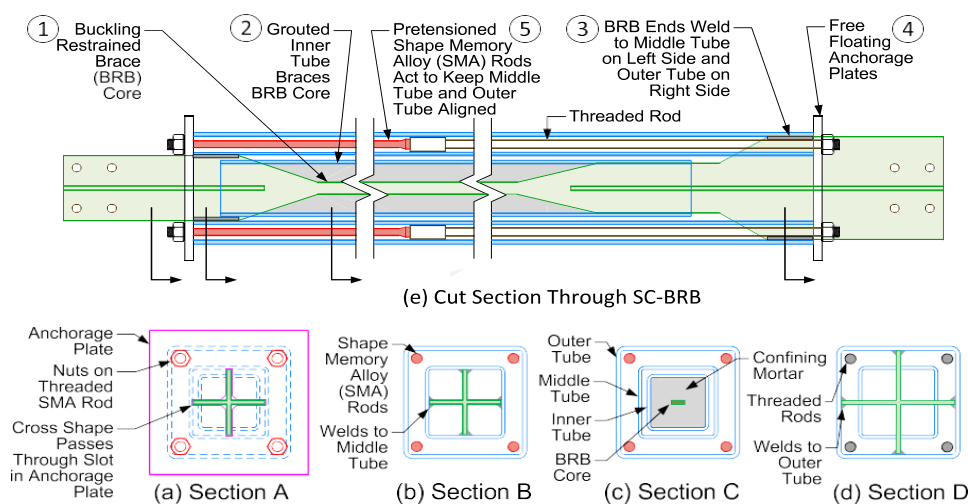 1
Buckling
Restrained
Brace
(BRB)
Core
2
Grouted
Inner
Tube
Braces
BRB Core
Pretensioned
Shape Memory
Alloy (SMA) Rods
Act to Keep Middle
Tube and Outer
Tube Aligned
5
3
BRB Ends Weld
to Middle Tube
on Left Side and
Outer Tube on
Right Side
Free
Floating
Anchorage
Plates
4
Threaded Rod
(e) Cut Section Through SC-BRB
Anchorage
Plate
Nuts on
Threaded
SMA Rod
Cross Shape
Passes
Through Slot
in Anchorage
Plate
(a) Section A
Shape
Memory
Alloy
(SMA)
Rods
Welds to
Middle
Tube
(b) Section B
Outer
Tube
Middle
Tube
Inner
Tube
BRB
Core
Confining
Mortar
(c) Section C
Threaded
Rods
Welds to
Outer
Tube
(d) Section D